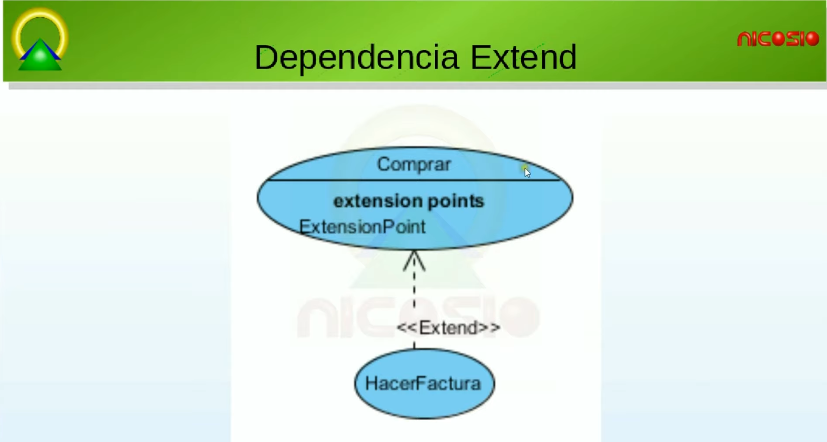 Dependencia Extend
NICOSIO
Comprar
extension points
ExtensionPoint
NICOSIO
<<Extend>>
HacerFactura